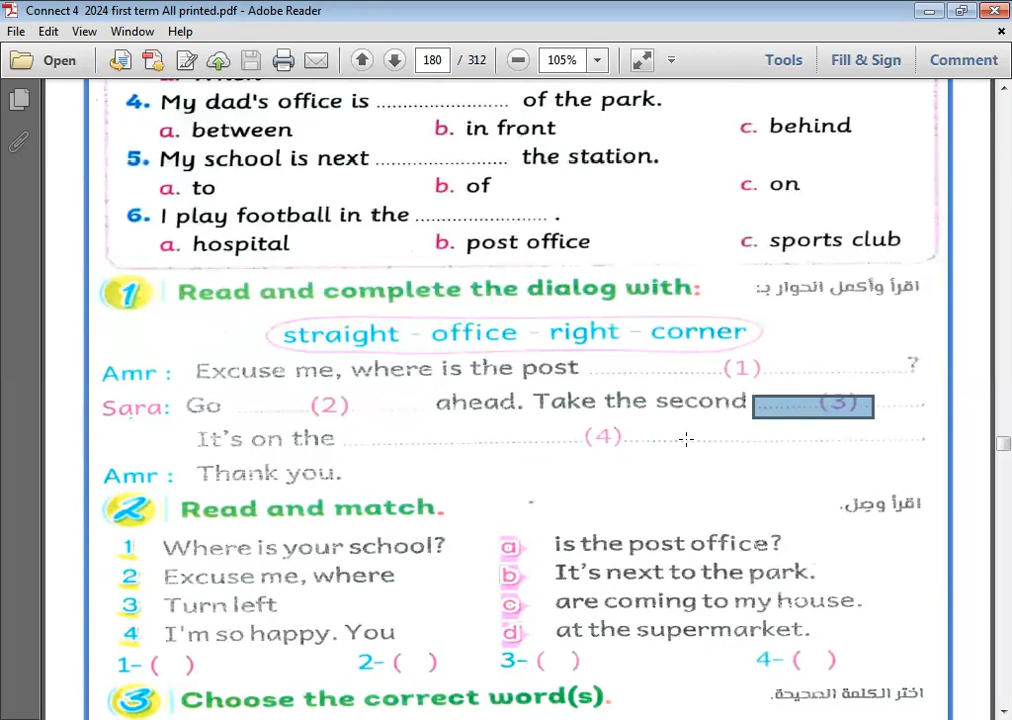 Connect 4 2024 first term All printed.pdf - Adobe Reader
File Edit View Window Help
Open 180 / 312 105% Tools Fill & Sign Comment
4. My dad's office is ........................ of the park.
a. between b. in front c. behind
5. My school is next ........................ the station.
a. to b. of c. on
6. I play football in the ........................ .
a. hospital b. post office c. sports club
1 Read and complete the dialog with: اقرأ وأكمل الحوار بـ:
straight - office - right - corner
Amr : Excuse me, where is the post ........................(1)........................?
Sara: Go ............(2) ahead. Take the second ............(3)............
It's on the ........................(4)........................
Amr : Thank you.
2 Read and match. اقرأ وصل.
1 Where is your school? a is the post office?
2 Excuse me, where b It's next to the park.
3 Turn left c are coming to my house.
4 I'm so happy. You d at the supermarket.
1- ( ) 2- ( ) 3- ( ) 4- ( )
3 Choose the correct word(s). اختر الكلمة الصحيحة.